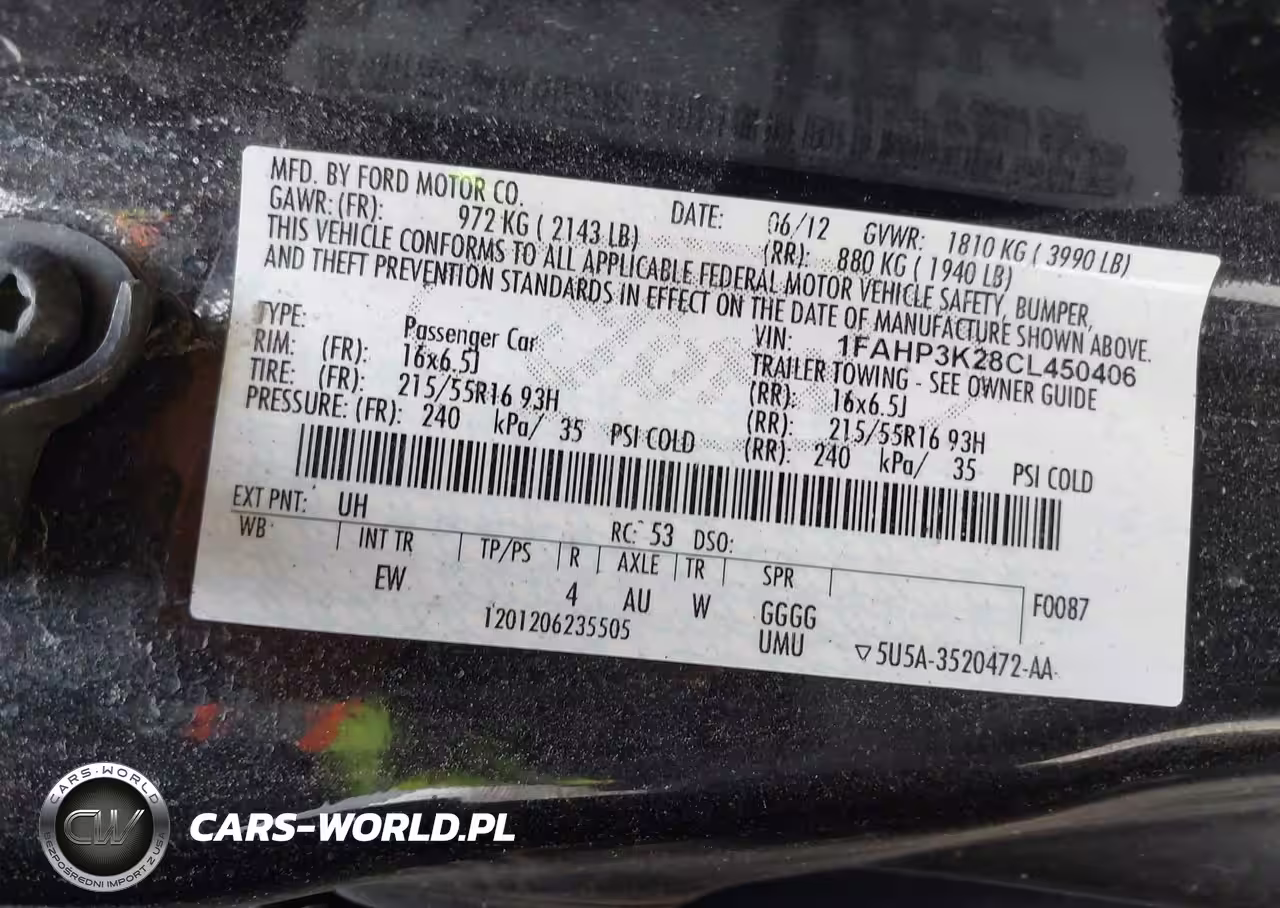 MFD. BY FORD MOTOR CO. DATE: 06/12 GVWR: 1810 KG ( 3990 LB)
GAWR: (FR): 972 KG ( 2143 LB) (RR): 880 KG ( 1940 LB)
THIS VEHICLE CONFORMS TO ALL APPLICABLE FEDERAL MOTOR VEHICLE SAFETY, BUMPER,
AND THEFT PREVENTION STANDARDS IN EFFECT ON THE DATE OF MANUFACTURE SHOWN ABOVE.
VIN: 1FAHP3K28CL450406
TYPE: Passenger Car TRAILER TOWING - SEE OWNER GUIDE
RIM: (FR): 16x6.5J (RR): 16x6.5J
TIRE: (FR): 215/55R16 93H (RR): 215/55R16 93H
PRESSURE: (FR): 240 kPa/ 35 PSI COLD (RR): 240 kPa/ 35 PSI COLD
EXT PNT: UH RC: 53 DSO:
WB INT TR TP/PS R AXLE TR SPR
EW 4 AU W GGGG F0087
1201206235505 UMU ▽5U5A-3520472-AA
CARS-WORLD
CW
BEZPOŚREDNI IMPORT Z USA
CARS-WORLD.PL